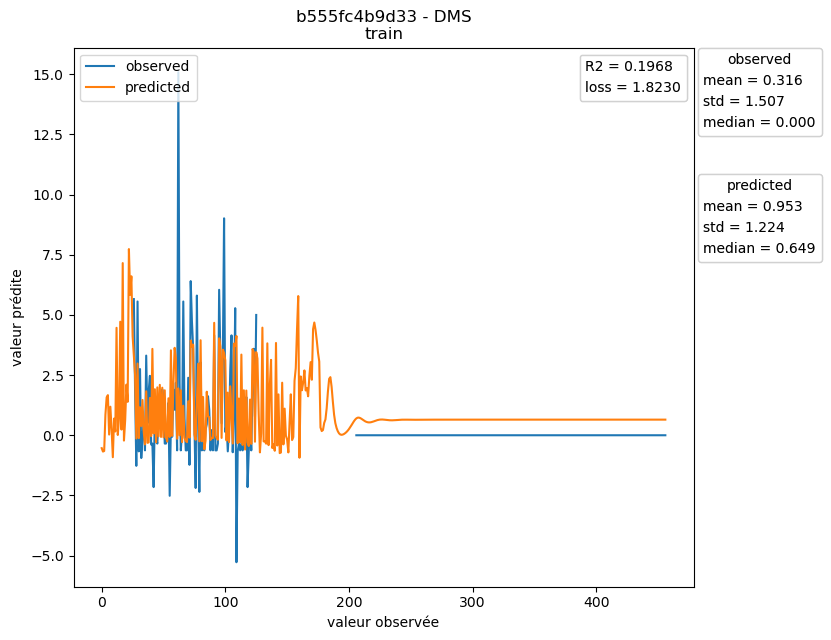 b555fc4b9d33 - DMS
train
observed
predicted
R2 = 0.1968
loss = 1.8230
observed
mean = 0.316
std = 1.507
median = 0.000
predicted
mean = 0.953
std = 1.224
median = 0.649
valeur prédite
15.0
12.5
10.0
7.5
5.0
2.5
0.0
−2.5
−5.0
0
100
200
300
400
valeur observée